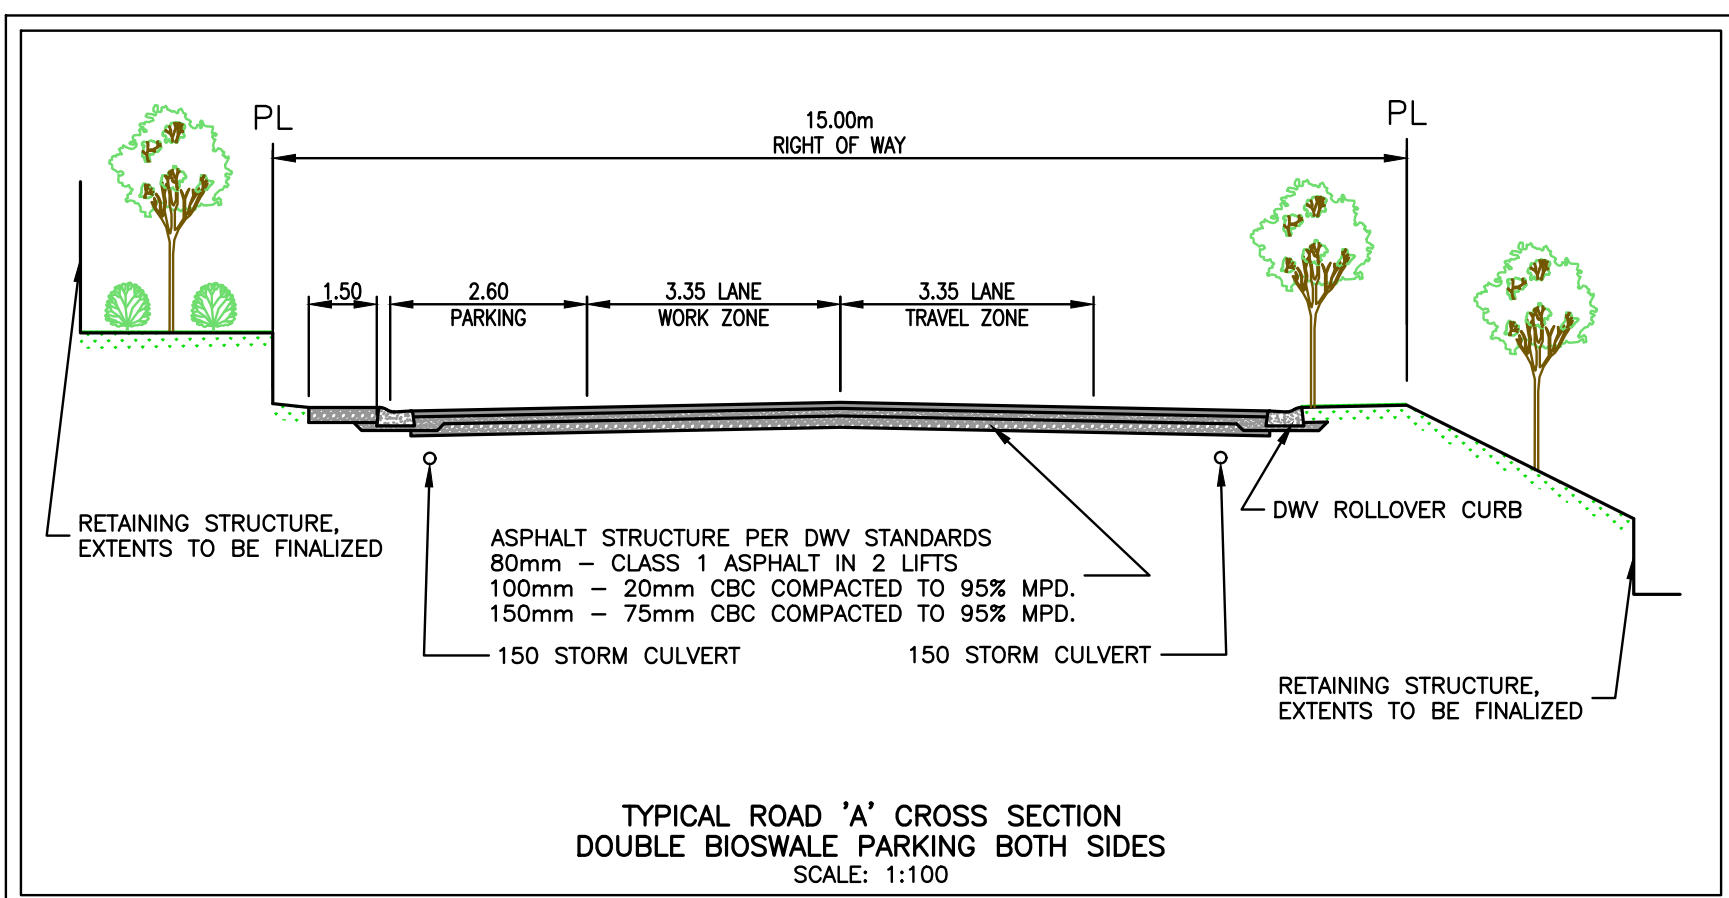 PL
15.00m
RIGHT OF WAY
PL
1.50
2.60
PARKING
3.35 LANE
WORK ZONE
3.35 LANE
TRAVEL ZONE
RETAINING STRUCTURE,
EXTENTS TO BE FINALIZED
ASPHALT STRUCTURE PER DWV STANDARDS
80mm – CLASS 1 ASPHALT IN 2 LIFTS
100mm – 20mm CBC COMPACTED TO 95% MPD.
150mm – 75mm CBC COMPACTED TO 95% MPD.
DWV ROLLOVER CURB
150 STORM CULVERT
150 STORM CULVERT
RETAINING STRUCTURE,
EXTENTS TO BE FINALIZED
TYPICAL ROAD 'A' CROSS SECTION
DOUBLE BIOSWALE PARKING BOTH SIDES
SCALE: 1:100